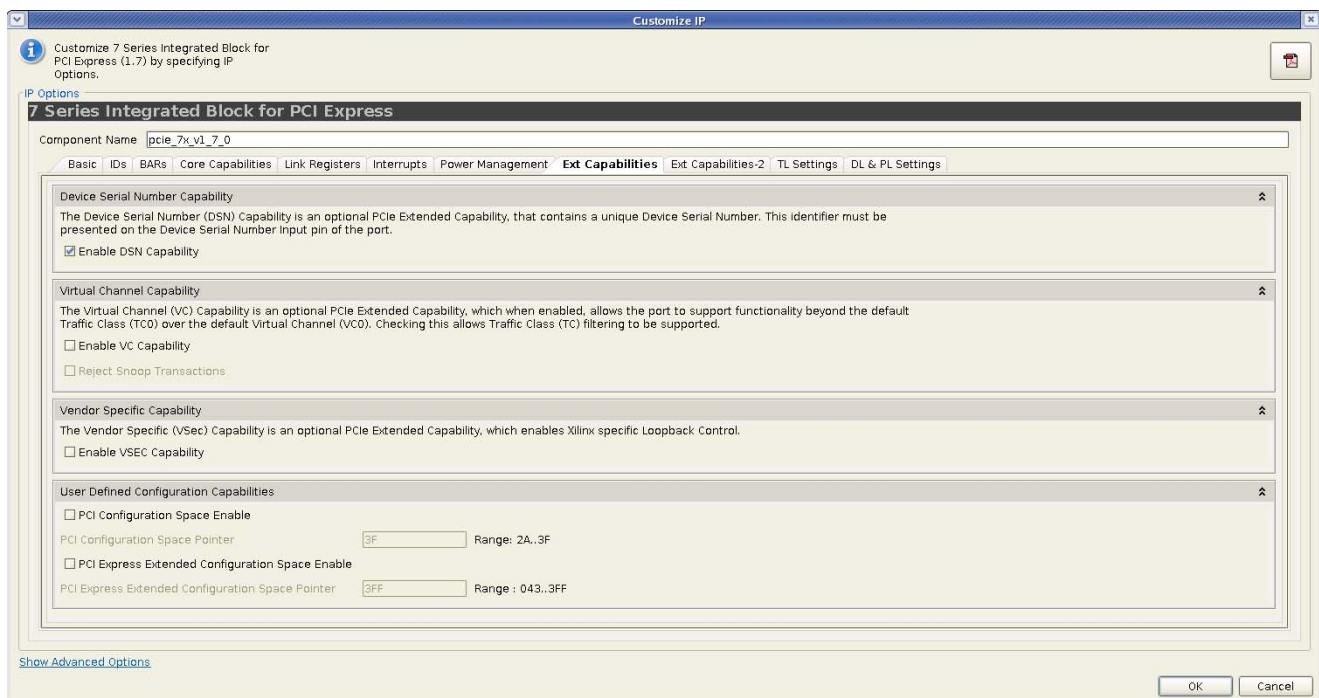 Customize IP
Customize 7 Series Integrated Block for
PCI Express (1.7) by specifying IP
Options.
IP Options
7 Series Integrated Block for PCI Express
Component Name pcie_7x_v1_7_0
Basic IDs BARs Core Capabilities Link Registers Interrupts Power Management Ext Capabilities Ext Capabilities-2 TL Settings DL & PL Settings
Device Serial Number Capability
The Device Serial Number (DSN) Capability is an optional PCIe Extended Capability, that contains a unique Device Serial Number. This identifier must be
presented on the Device Serial Number Input pin of the port.
Enable DSN Capability
Virtual Channel Capability
The Virtual Channel (VC) Capability is an optional PCIe Extended Capability, which when enabled, allows the port to support functionality beyond the default
Traffic Class (TC0) over the default Virtual Channel (VC0). Checking this allows Traffic Class (TC) filtering to be supported.
Enable VC Capability
Reject Snoop Transactions
Vendor Specific Capability
The Vendor Specific (VSec) Capability is an optional PCIe Extended Capability, which enables Xilinx specific Loopback Control.
Enable VSEC Capability
User Defined Configuration Capabilities
PCI Configuration Space Enable
PCI Configuration Space Pointer 3F Range: 2A..3F
PCI Express Extended Configuration Space Enable
PCI Express Extended Configuration Space Pointer 3FF Range : 043..3FF
Show Advanced Options
OK Cancel